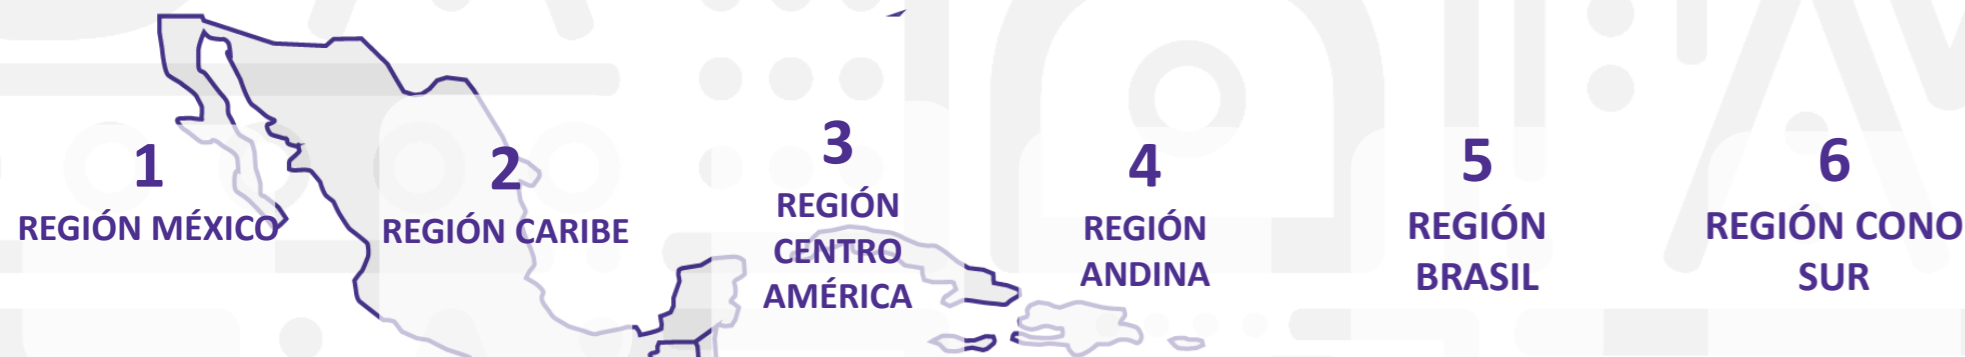 1
REGIÓN MÉXICO
2
REGIÓN CARIBE
3
REGIÓN
CENTRO
AMÉRICA
4
REGIÓN
ANDINA
5
REGIÓN
BRASIL
6
REGIÓN CONO
SUR